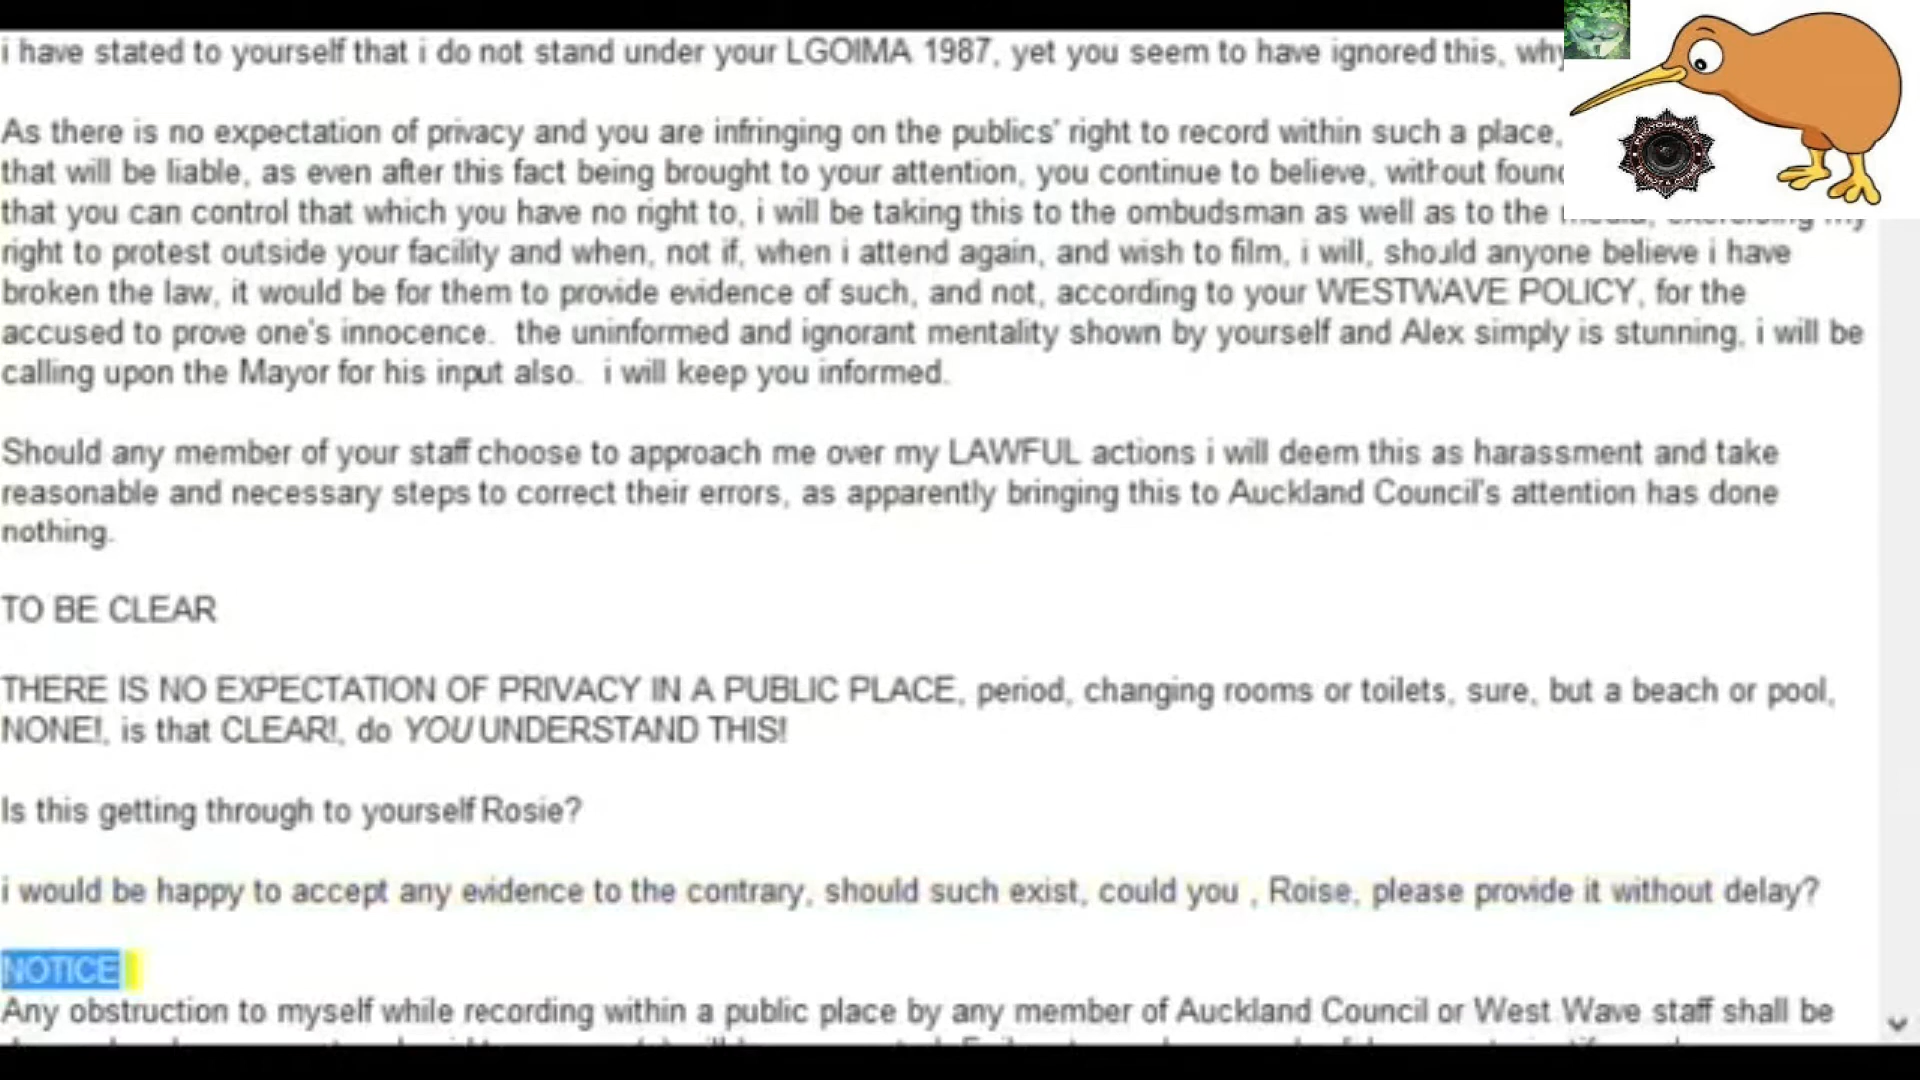 i have stated to yourself that i do not stand under your LGOIMA 1987, yet you seem to have ignored this, why
As there is no expectation of privacy and you are infringing on the publics' right to record within such a place,
that will be liable, as even after this fact being brought to your attention, you continue to believe, without
that you can control that which you have no right to, i will be taking this to the ombudsman as well as to the media, exercising my
right to protest outside your facility and when, not if, when i attend again, and wish to film, i will, should anyone believe i have
broken the law, it would be for them to provide evidence of such, and not, according to your WESTWAVE POLICY, for the
accused to prove one's innocence. the uninformed and ignorant mentality shown by yourself and Alex simply is stunning, i will be
calling upon the Mayor for his input also. i will keep you informed.
Should any member of your staff choose to approach me over my LAWFUL actions i will deem this as harassment and take
reasonable and necessary steps to correct their errors, as apparently bringing this to Auckland Council's attention has done
nothing.
TO BE CLEAR
THERE IS NO EXPECTATION OF PRIVACY IN A PUBLIC PLACE, period, changing rooms or toilets, sure, but a beach or pool,
NONE!, is that CLEAR!, do YOU UNDERSTAND THIS!
Is this getting through to yourself Rosie?
i would be happy to accept any evidence to the contrary, should such exist, could you , Roise, please provide it without delay?
NOTICE
Any obstruction to myself while recording within a public place by any member of Auckland Council or West Wave staff shall be